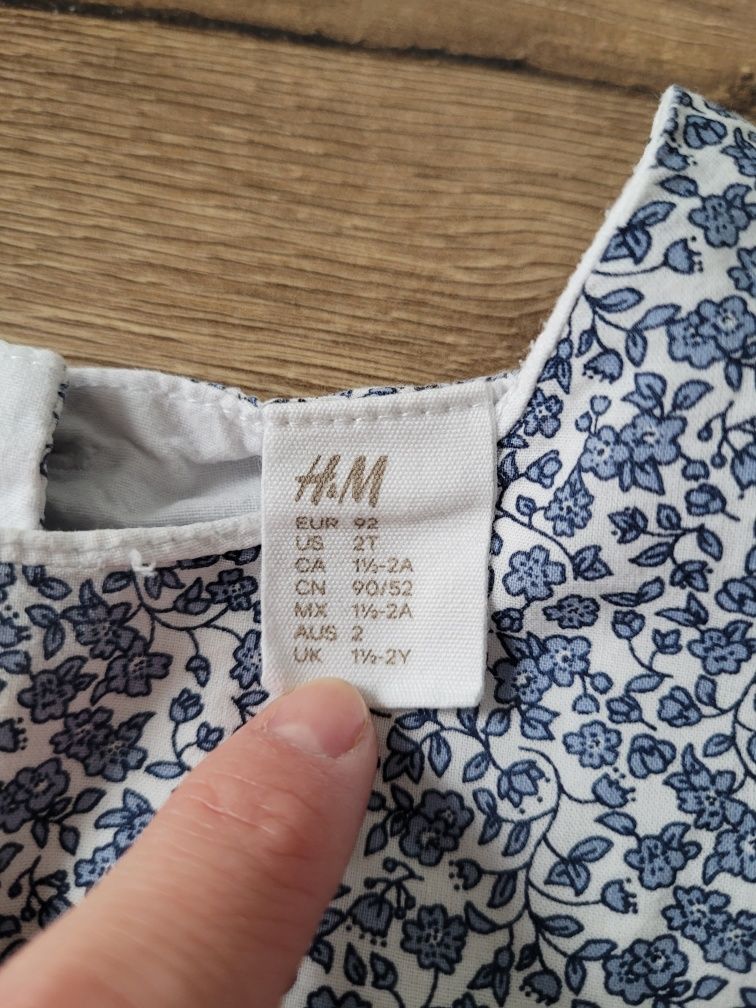 H&M
EUR 92
US 2T
CA 1½-2A
CN 90/52
MX 1½-2A
AUS 2
UK 1½-2Y